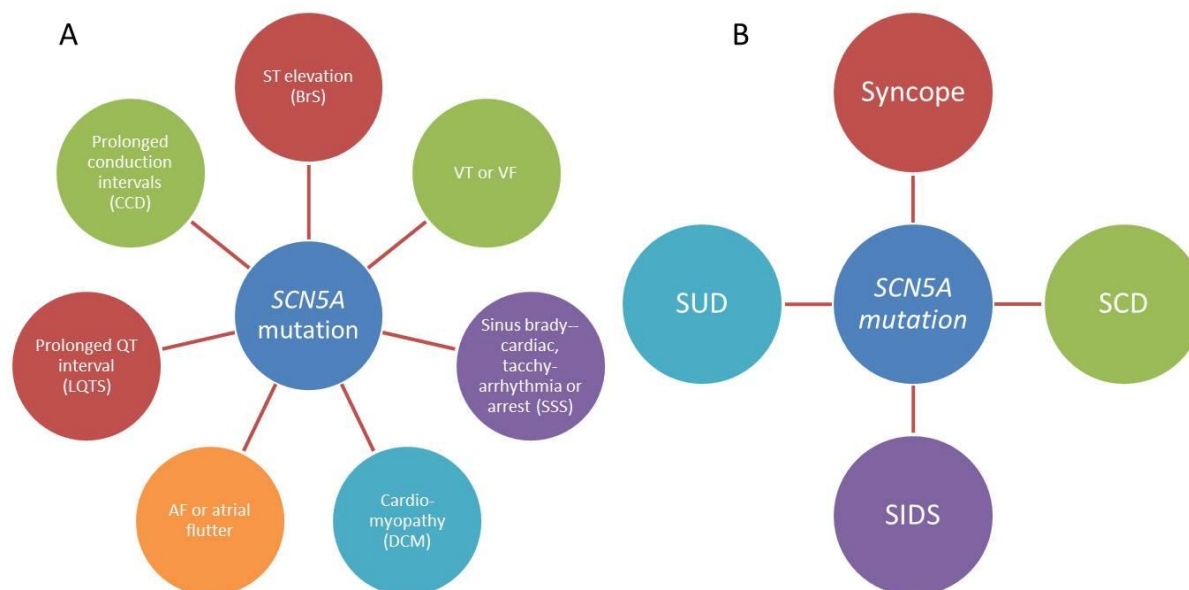 A
ST elevation
(BrS)
Prolonged
conduction
intervals
(CCD)
VT or VF
SCN5A
mutation
Prolonged QT
interval
(LQTS)
Sinus brady--
cardiac,
tacchy-
arrhythmia or
arrest (SSS)
AF or atrial
flutter
Cardio-
myopathy
(DCM)
B
Syncope
SUD
SCN5A
mutation
SCD
SIDS